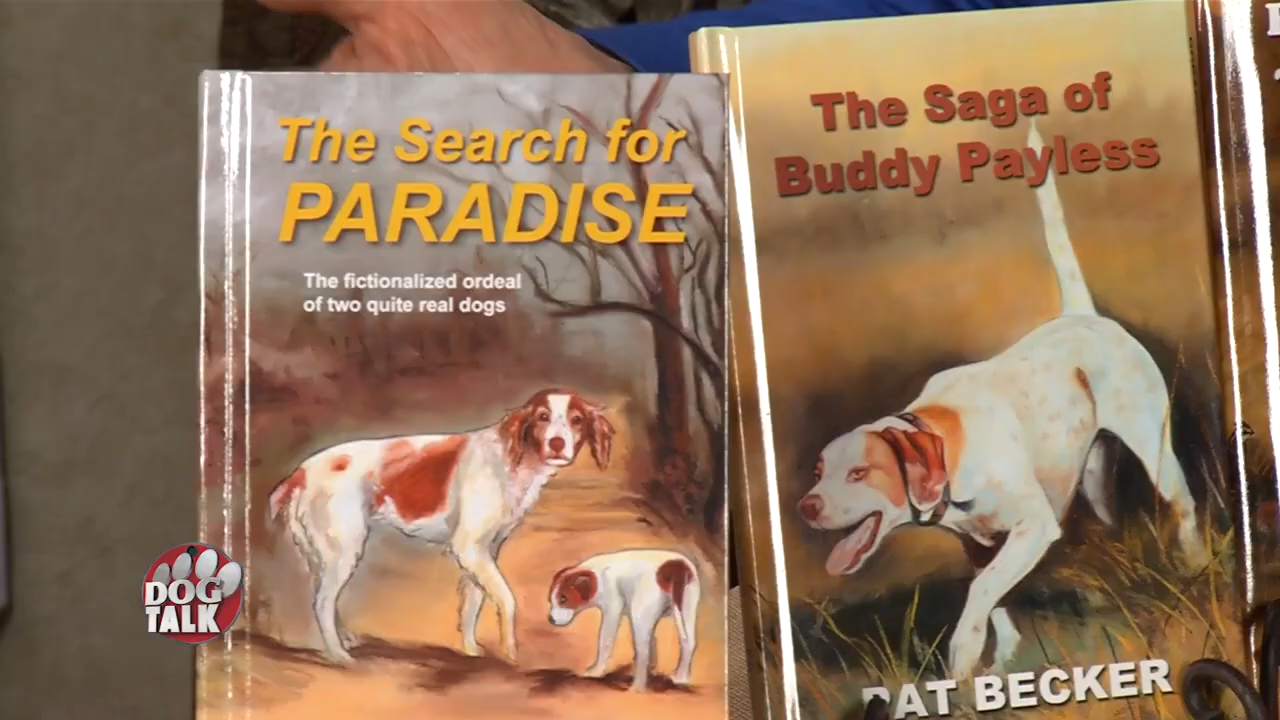 The Search for
PARADISE
The fictionalized ordeal
of two quite real dogs
The Saga of
Buddy Payless
PAT BECKER
DOG
TALK